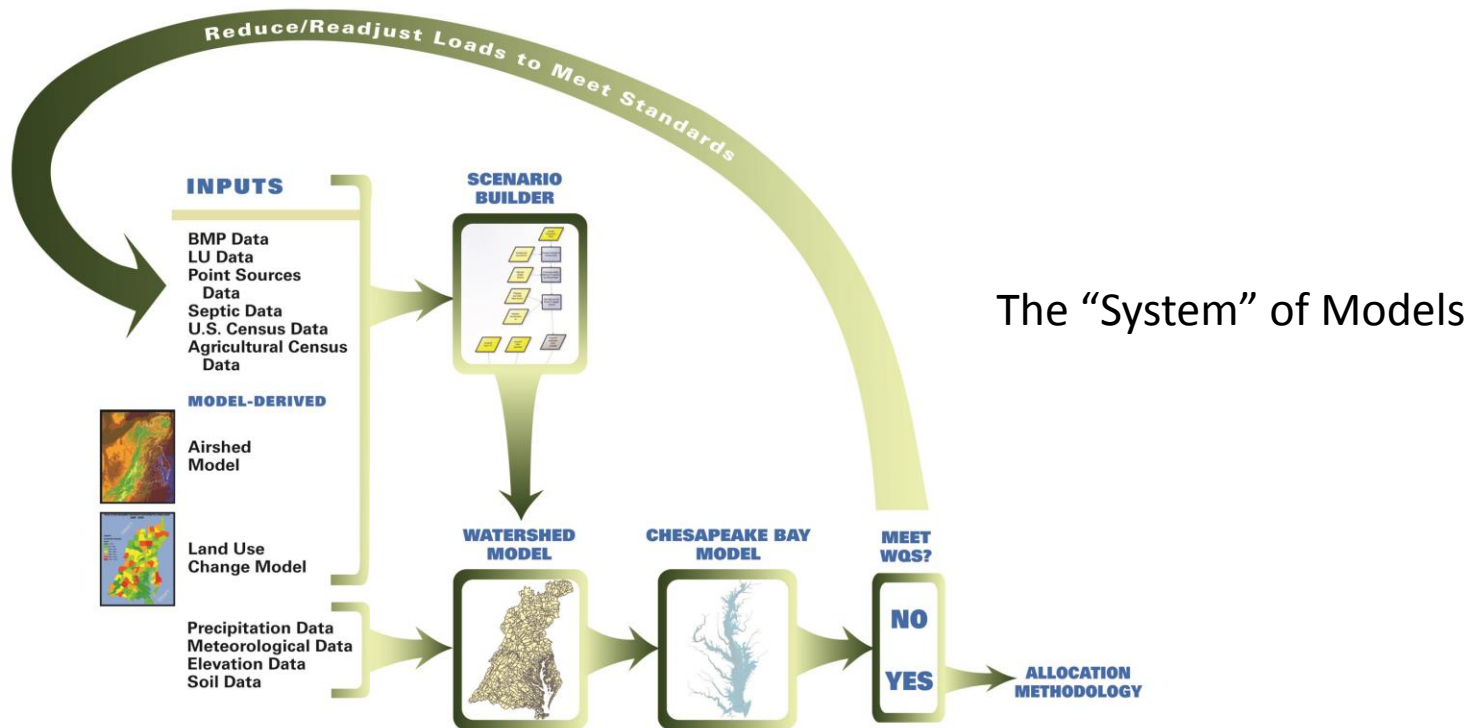 Reduce/Readjust Loads to Meet Standards
INPUTS
BMP Data
LU Data
Point Sources
Data
Septic Data
U.S. Census Data
Agricultural Census
Data
MODEL-DERIVED
Airshed
Model
Land Use
Change Model
Precipitation Data
Meteorological Data
Elevation Data
Soil Data
SCENARIO
BUILDER
WATERSHED
MODEL
CHESAPEAKE BAY
MODEL
MEET
WQS?
NO
YES
ALLOCATION
METHODOLOGY
The “System” of Models